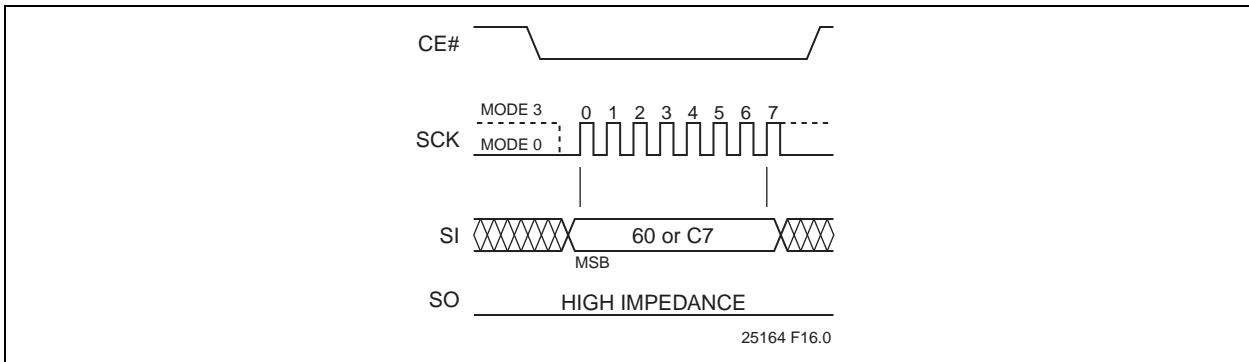 CE#
MODE 3
0 1 2 3 4 5 6 7
SCK
MODE 0
SI
60 or C7
MSB
SO
HIGH IMPEDANCE
25164 F16.0